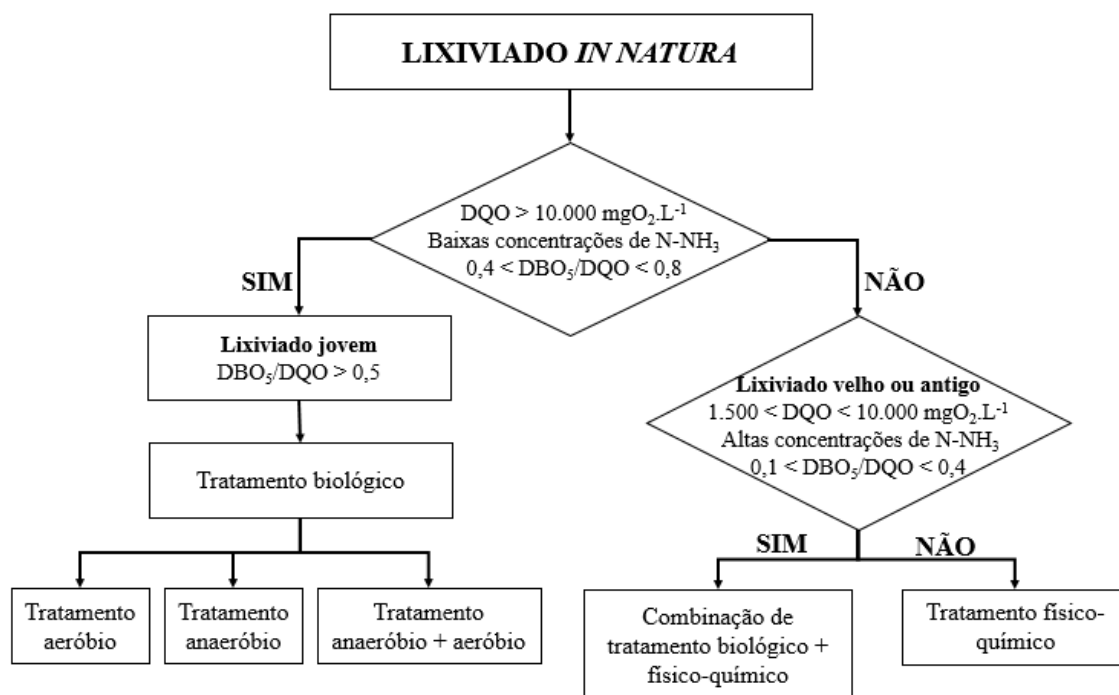 LIXIVIADO IN NATURA
DQO > 10.000 mgO₂.L⁻¹
Baixas concentrações de N-NH₃
0,4 < DBO₅/DQO < 0,8
SIM
NÃO
Lixiviado jovem
DBO₅/DQO > 0,5
Lixiviado velho ou antigo
1.500 < DQO < 10.000 mgO₂.L⁻¹
Altas concentrações de N-NH₃
0,1 < DBO₅/DQO < 0,4
Tratamento biológico
SIM
NÃO
Tratamento
aeróbio
Tratamento
anaeróbio
Tratamento
anaeróbio + aeróbio
Combinação de
tratamento biológico +
físico-químico
Tratamento físico-
químico